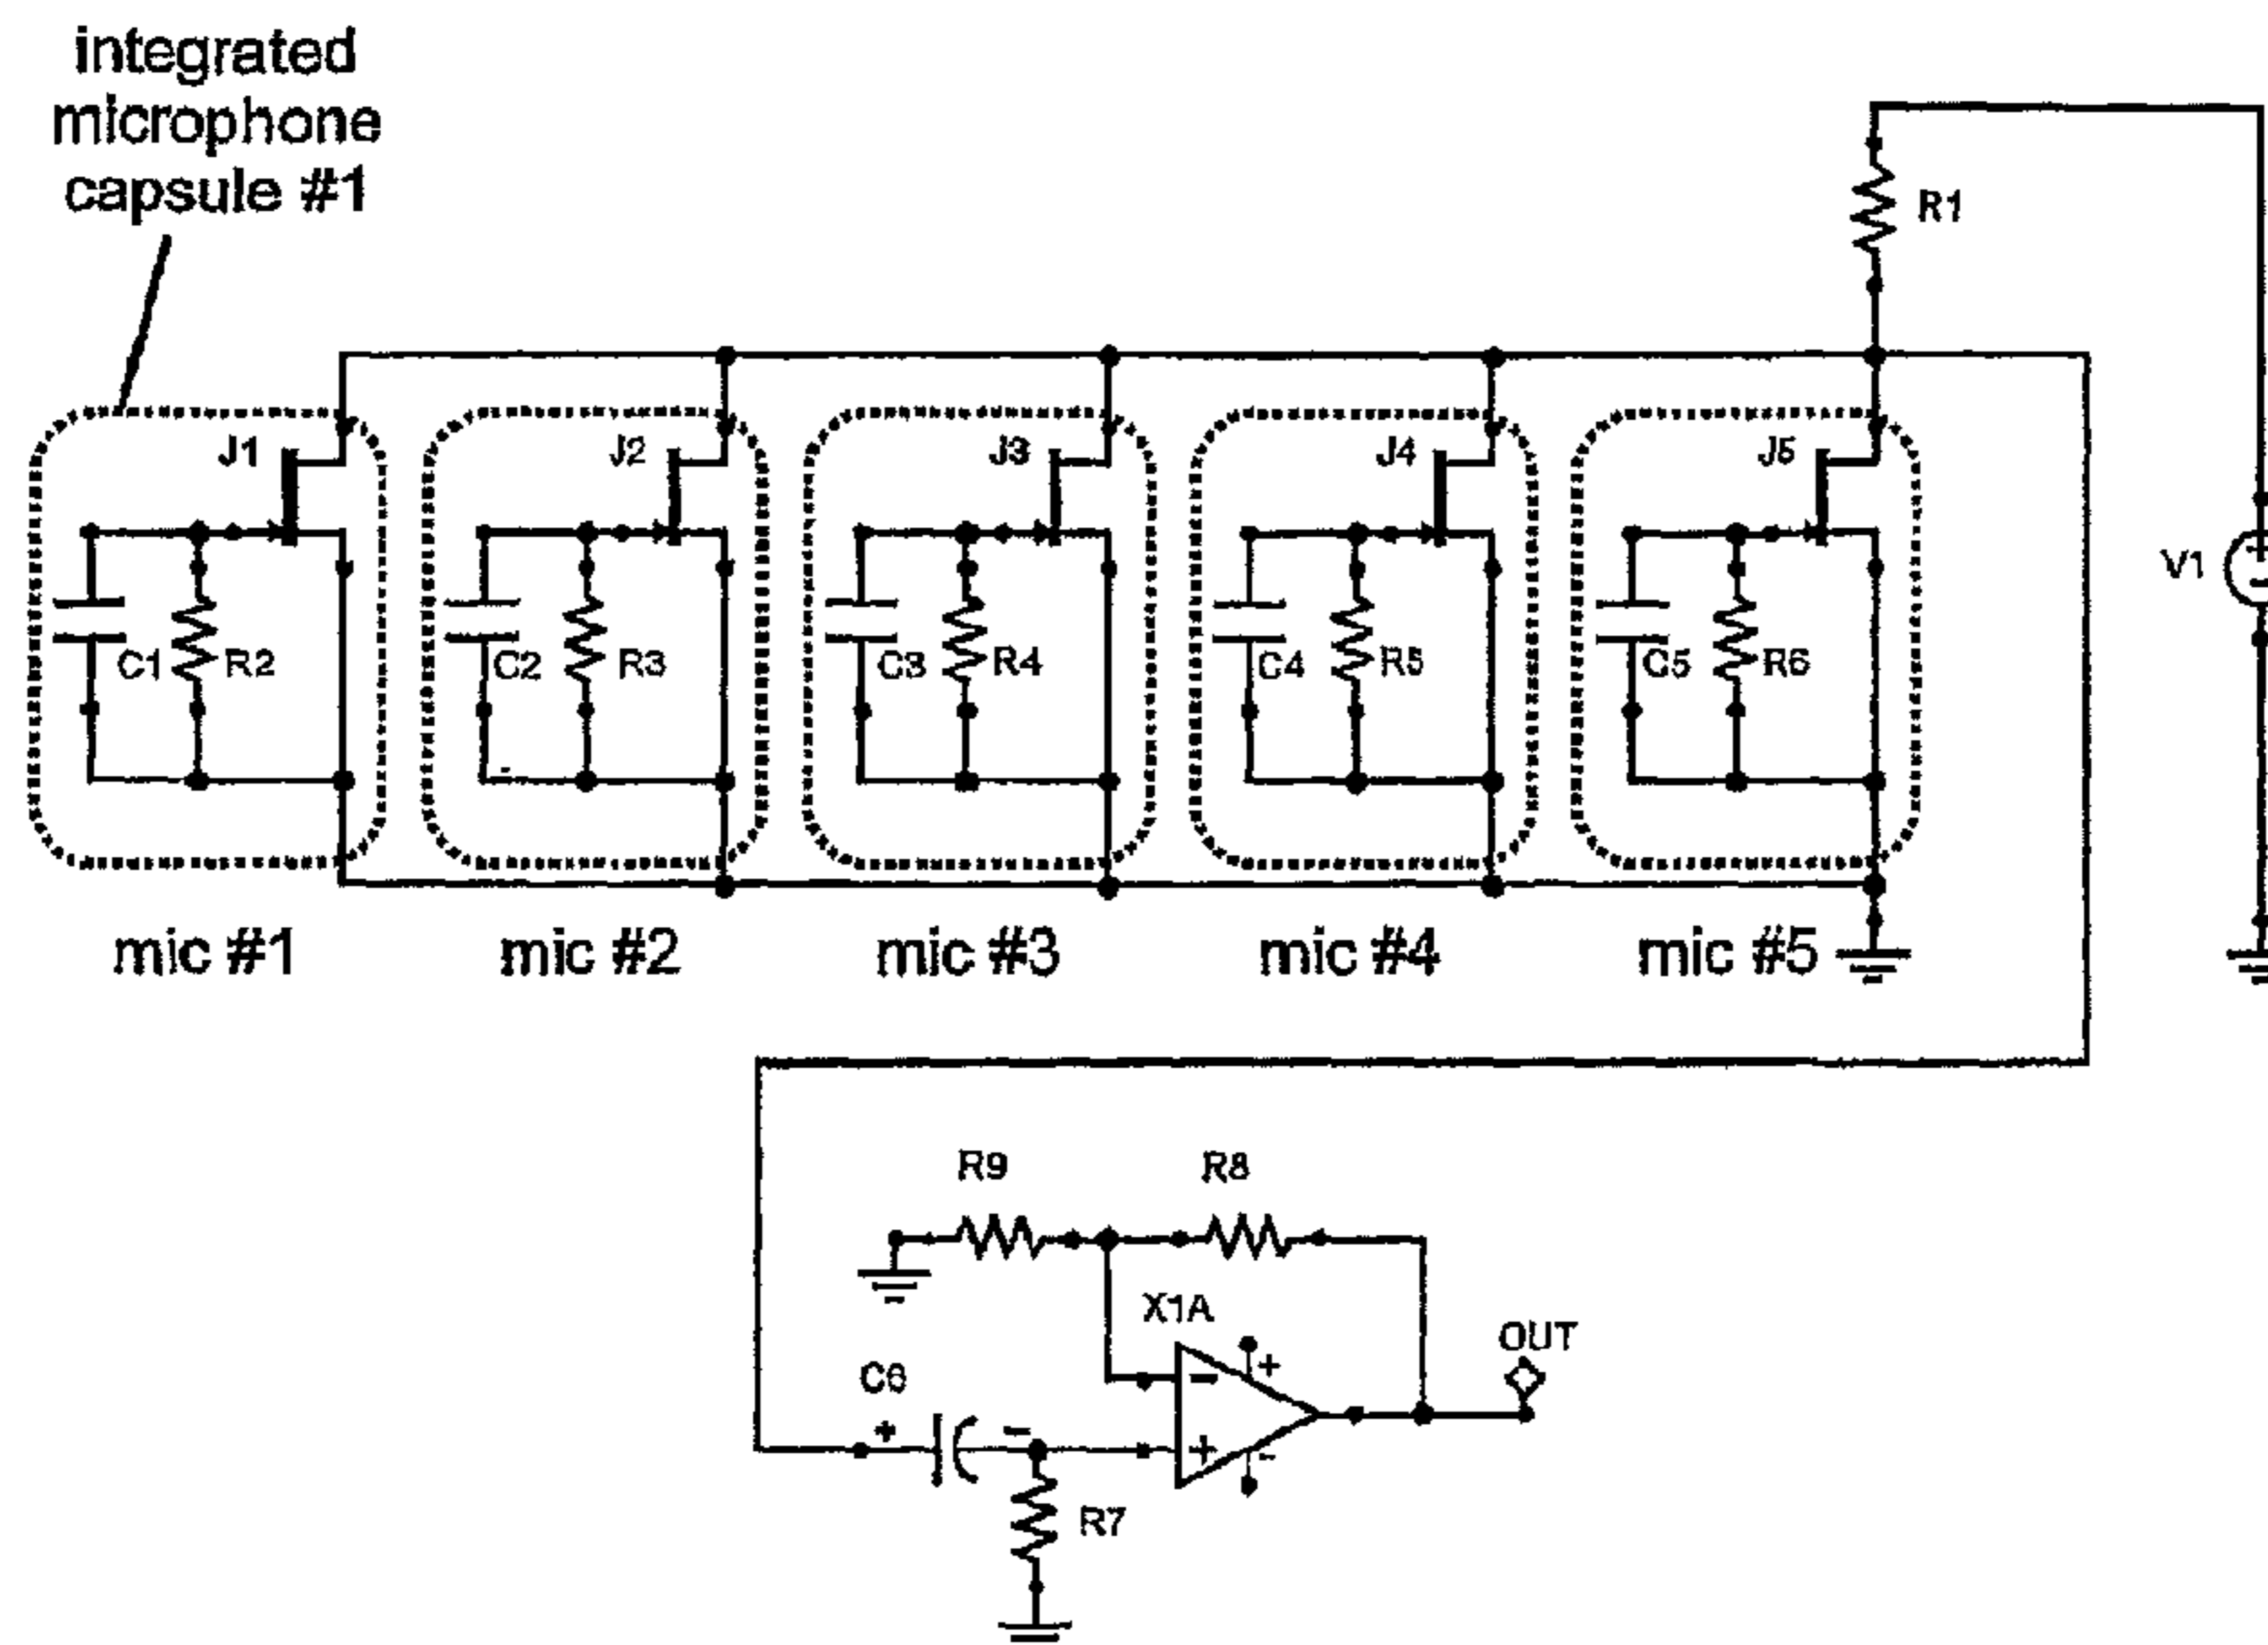 integrated
microphone
capsule #1
R1
J1
J2
J3
J4
J5
V1
C1 R2
C2 R3
C3 R4
C4 R5
C5 R6
mic #1 mic #2 mic #3 mic #4 mic #5
R9 R8
X1A
OUT
C6
+ -
-
+
+
-
R7